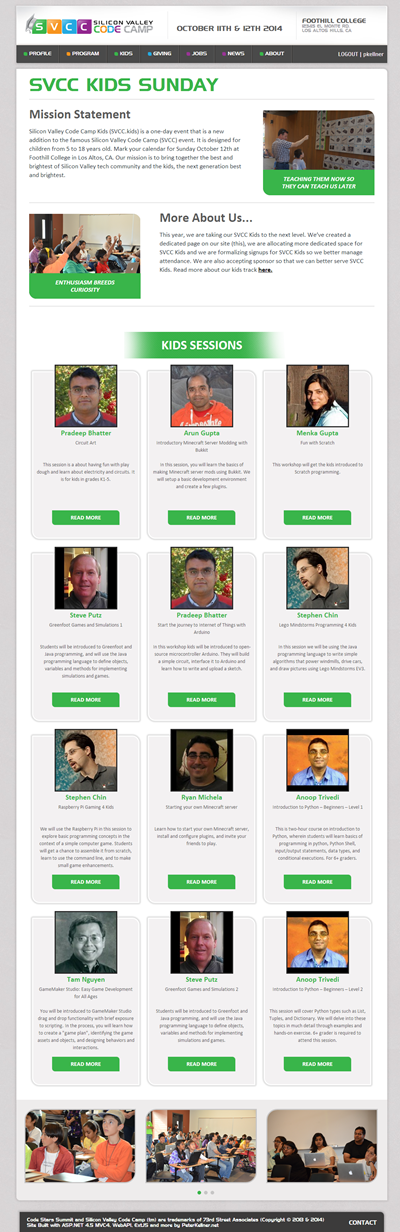 SVCC SILICON VALLEY CODE CAMP
OCTOBER 11TH & 12TH 2014
FOOTHILL COLLEGE
12345 EL MONTE RD.
LOS ALTOS HILLS, CA
PROFILE PROGRAM KIDS GIVING JOBS NEWS ABOUT LOGOUT | pkellner
SVCC KIDS SUNDAY
Mission Statement
Silicon Valley Code Camp Kids (SVCC.kids) is a one-day event that is a new
addition to the famous Silicon Valley Code Camp (SVCC) event. It is designed for
children from 5 to 18 years old. Mark your calendar for Sunday October 12th at
Foothill College in Los Altos, CA. Our mission is to bring together the best and
brightest of Silicon Valley tech community and the kids, the next generation best
and brightest.
TEACHING THEM NOW SO
THEY CAN TEACH US LATER
ENTHUSIASM BREEDS
CURIOSITY
More About Us...
This year, we are taking our SVCC Kids to the next level. We've created a
dedicated page on our site (this), we are allocating more dedicated space for
SVCC Kids and we are formalizing signups for SVCC Kids so we better manage
attendance. We are also accepting sponsor so that we can better serve SVCC
Kids. Read more about our kids track here.
KIDS SESSIONS
Pradeep Bhatter
Circuit Art
This session is a about having fun with play
dough and learn about electricity and circuits. It
is for kids in grades K1-5.
READ MORE
Arun Gupta
Introductory Minecraft Server Modding with
Bukkit
In this session, you will learn the basics of
making Minecraft server mods using Bukkit. We
will setup a basic development environment
and create a few plugins.
READ MORE
Menka Gupta
Fun with Scratch
This workshop will get the kids introduced to
Scratch programming.
READ MORE
Steve Putz
Greenfoot Games and Simulations 1
Students will be introduced to Greenfoot and
Java programming, and will use the Java
programming language to define objects,
variables and methods for implementing
simulations and games.
READ MORE
Pradeep Bhatter
Start the journey to Internet of Things with
Arduino
In this workshop kids will be introduced to open-
source microcontroller Arduino. They will build
a simple circuit, interface it to Arduino and
learn how to write and upload a sketch.
READ MORE
Stephen Chin
Lego Mindstorms Programming 4 Kids
In this session we will be using the Java
programming language to write simple
algorithms that power windmills, drive cars,
and draw pictures using Lego Mindstorms EV3.
READ MORE
Stephen Chin
Raspberry Pi Gaming 4 Kids
We will use the Raspberry Pi in this session to
explore basic programming concepts in the
context of a simple computer game. Students
will get a chance to assemble it from scratch,
learn to use the command line, and to make
small game enhancements.
READ MORE
Ryan Michela
Starting your own Minecraft server
Learn how to start your own Minecraft server,
install and configure plugins, and invite your
friends to play.
READ MORE
Anoop Trivedi
Introduction to Python – Beginners – Level 1
This is a two-hour course on introduction to
Python, wherein students will learn basics of
programming in python, Python Shell,
input/output statements, data types, and
conditional executions. For 6+ graders.
READ MORE
Tam Nguyen
GameMaker Studio: Easy Game Development
for All Ages
You will be introduced to GameMaker Studio
drag and drop functionality with brief exposure
to scripting. In the process, you will learn how
to create a "game plan", identifying the game
assets and objects, and designing behaviors and
interactions.
READ MORE
Steve Putz
Greenfoot Games and Simulations 2
Students will be introduced to Greenfoot and
Java programming, and will use the Java
programming language to define objects,
variables and methods for implementing
simulations and games.
READ MORE
Anoop Trivedi
Introduction to Python – Beginners – Level 2
This session will cover Python types such as List,
Tuples, and Dictionary. We will delve into these
topics in much detail through examples and
hands-on exercise. 6+ grader is required to
attend this session.
READ MORE
Code Stars Summit and Silicon Valley Code Camp (tm) are trademarks of 73rd Street Associates (Copyright © 2013 & 2014)
Site Built with ASP.NET 4.5 MVC4, WebAPI, ExtJS and more by PeterKellner.net
CONTACT